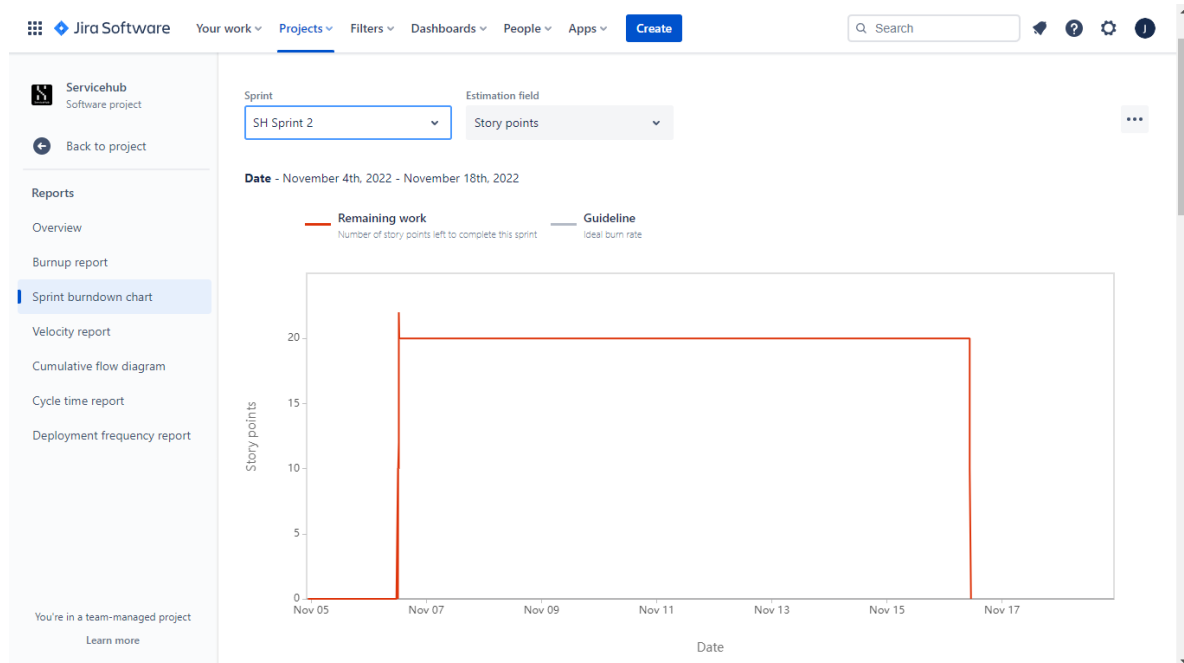 Jira Software
Your work
Projects
Filters
Dashboards
People
Apps
Create
Search
J
Servicehub
Software project
Back to project
Reports
Overview
Burnup report
Sprint burndown chart
Velocity report
Cumulative flow diagram
Cycle time report
Deployment frequency report
You're in a team-managed project
Learn more
Sprint
Estimation field
SH Sprint 2
Story points
Date - November 4th, 2022 - November 18th, 2022
Remaining work
Number of story points left to complete this sprint
Guideline
Ideal burn rate
Story points
20
15
10
5
0
Nov 05
Nov 07
Nov 09
Nov 11
Nov 13
Nov 15
Nov 17
Date